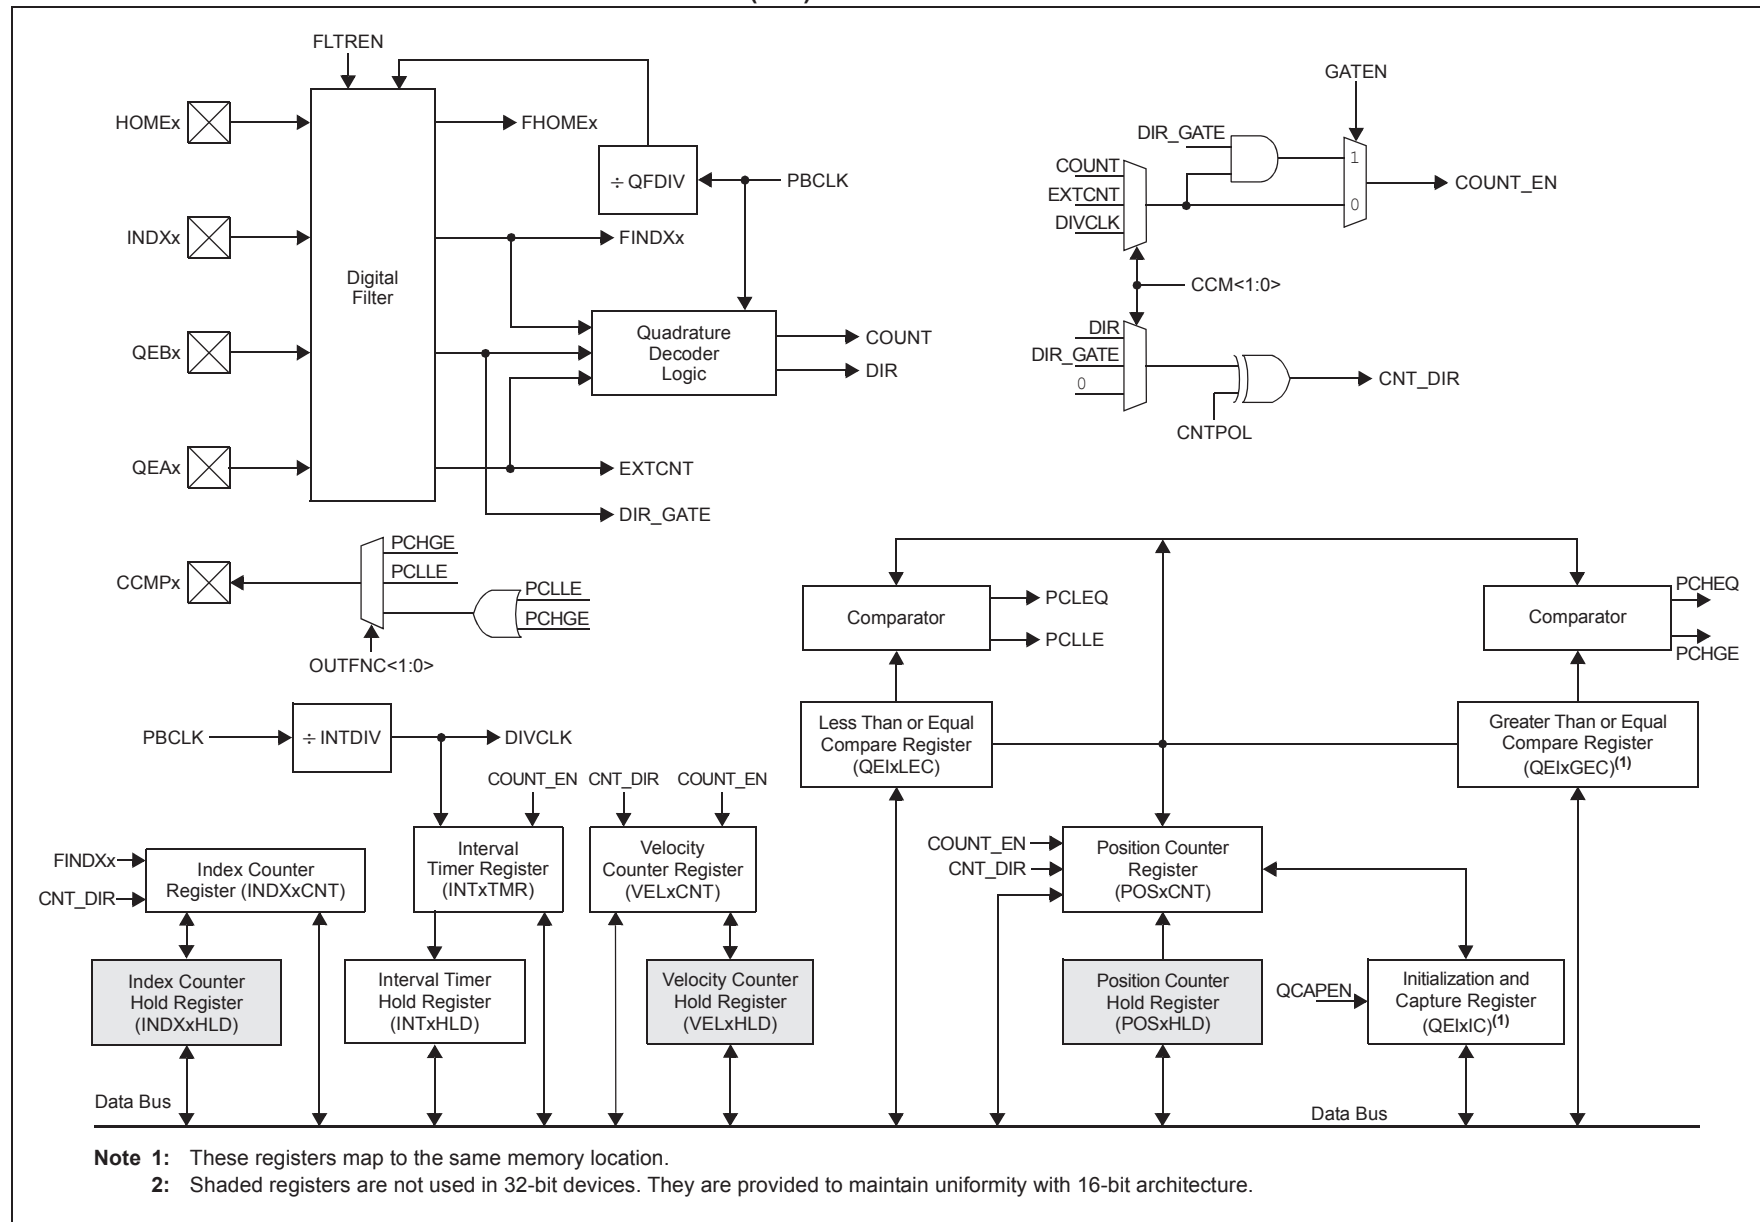 FLTREN
HOMEx
FHOMEx
÷ QFDIV
PBCLK
INDXx
FINDXx
Digital
Filter
QEBx
Quadrature
Decoder
Logic
COUNT
DIR
QEAx
EXTCNT
DIR_GATE
GATEN
DIR_GATE
COUNT
EXTCNT
DIVCLK
1
0
COUNT_EN
CCM<1:0>
DIR
DIR_GATE
0
CNT_DIR
CNTPOL
CCMPx
PCHGE
PCLLE
PCLLE
PCHGE
OUTFNC<1:0>
Comparator
PCLEQ
PCLLE
Comparator
PCHEQ
PCHGE
Less Than or Equal
Compare Register
(QEIxLEC)
Greater Than or Equal
Compare Register
(QEIxGEC)(1)
PBCLK
÷ INTDIV
DIVCLK
COUNT_EN
CNT_DIR
COUNT_EN
FINDXx
CNT_DIR
Index Counter
Register (INDXxCNT)
Interval
Timer Register
(INTxTMR)
Velocity
Counter Register
(VELxCNT)
COUNT_EN
CNT_DIR
Position Counter
Register
(POSxCNT)
Index Counter
Hold Register
(INDXxHLD)
Interval Timer
Hold Register
(INTxHLD)
Velocity Counter
Hold Register
(VELxHLD)
Position Counter
Hold Register
(POSxHLD)
QCAPEN
Initialization and
Capture Register
(QEIxIC)(1)
Data Bus
Data Bus
Note 1: These registers map to the same memory location.
2: Shaded registers are not used in 32-bit devices. They are provided to maintain uniformity with 16-bit architecture.